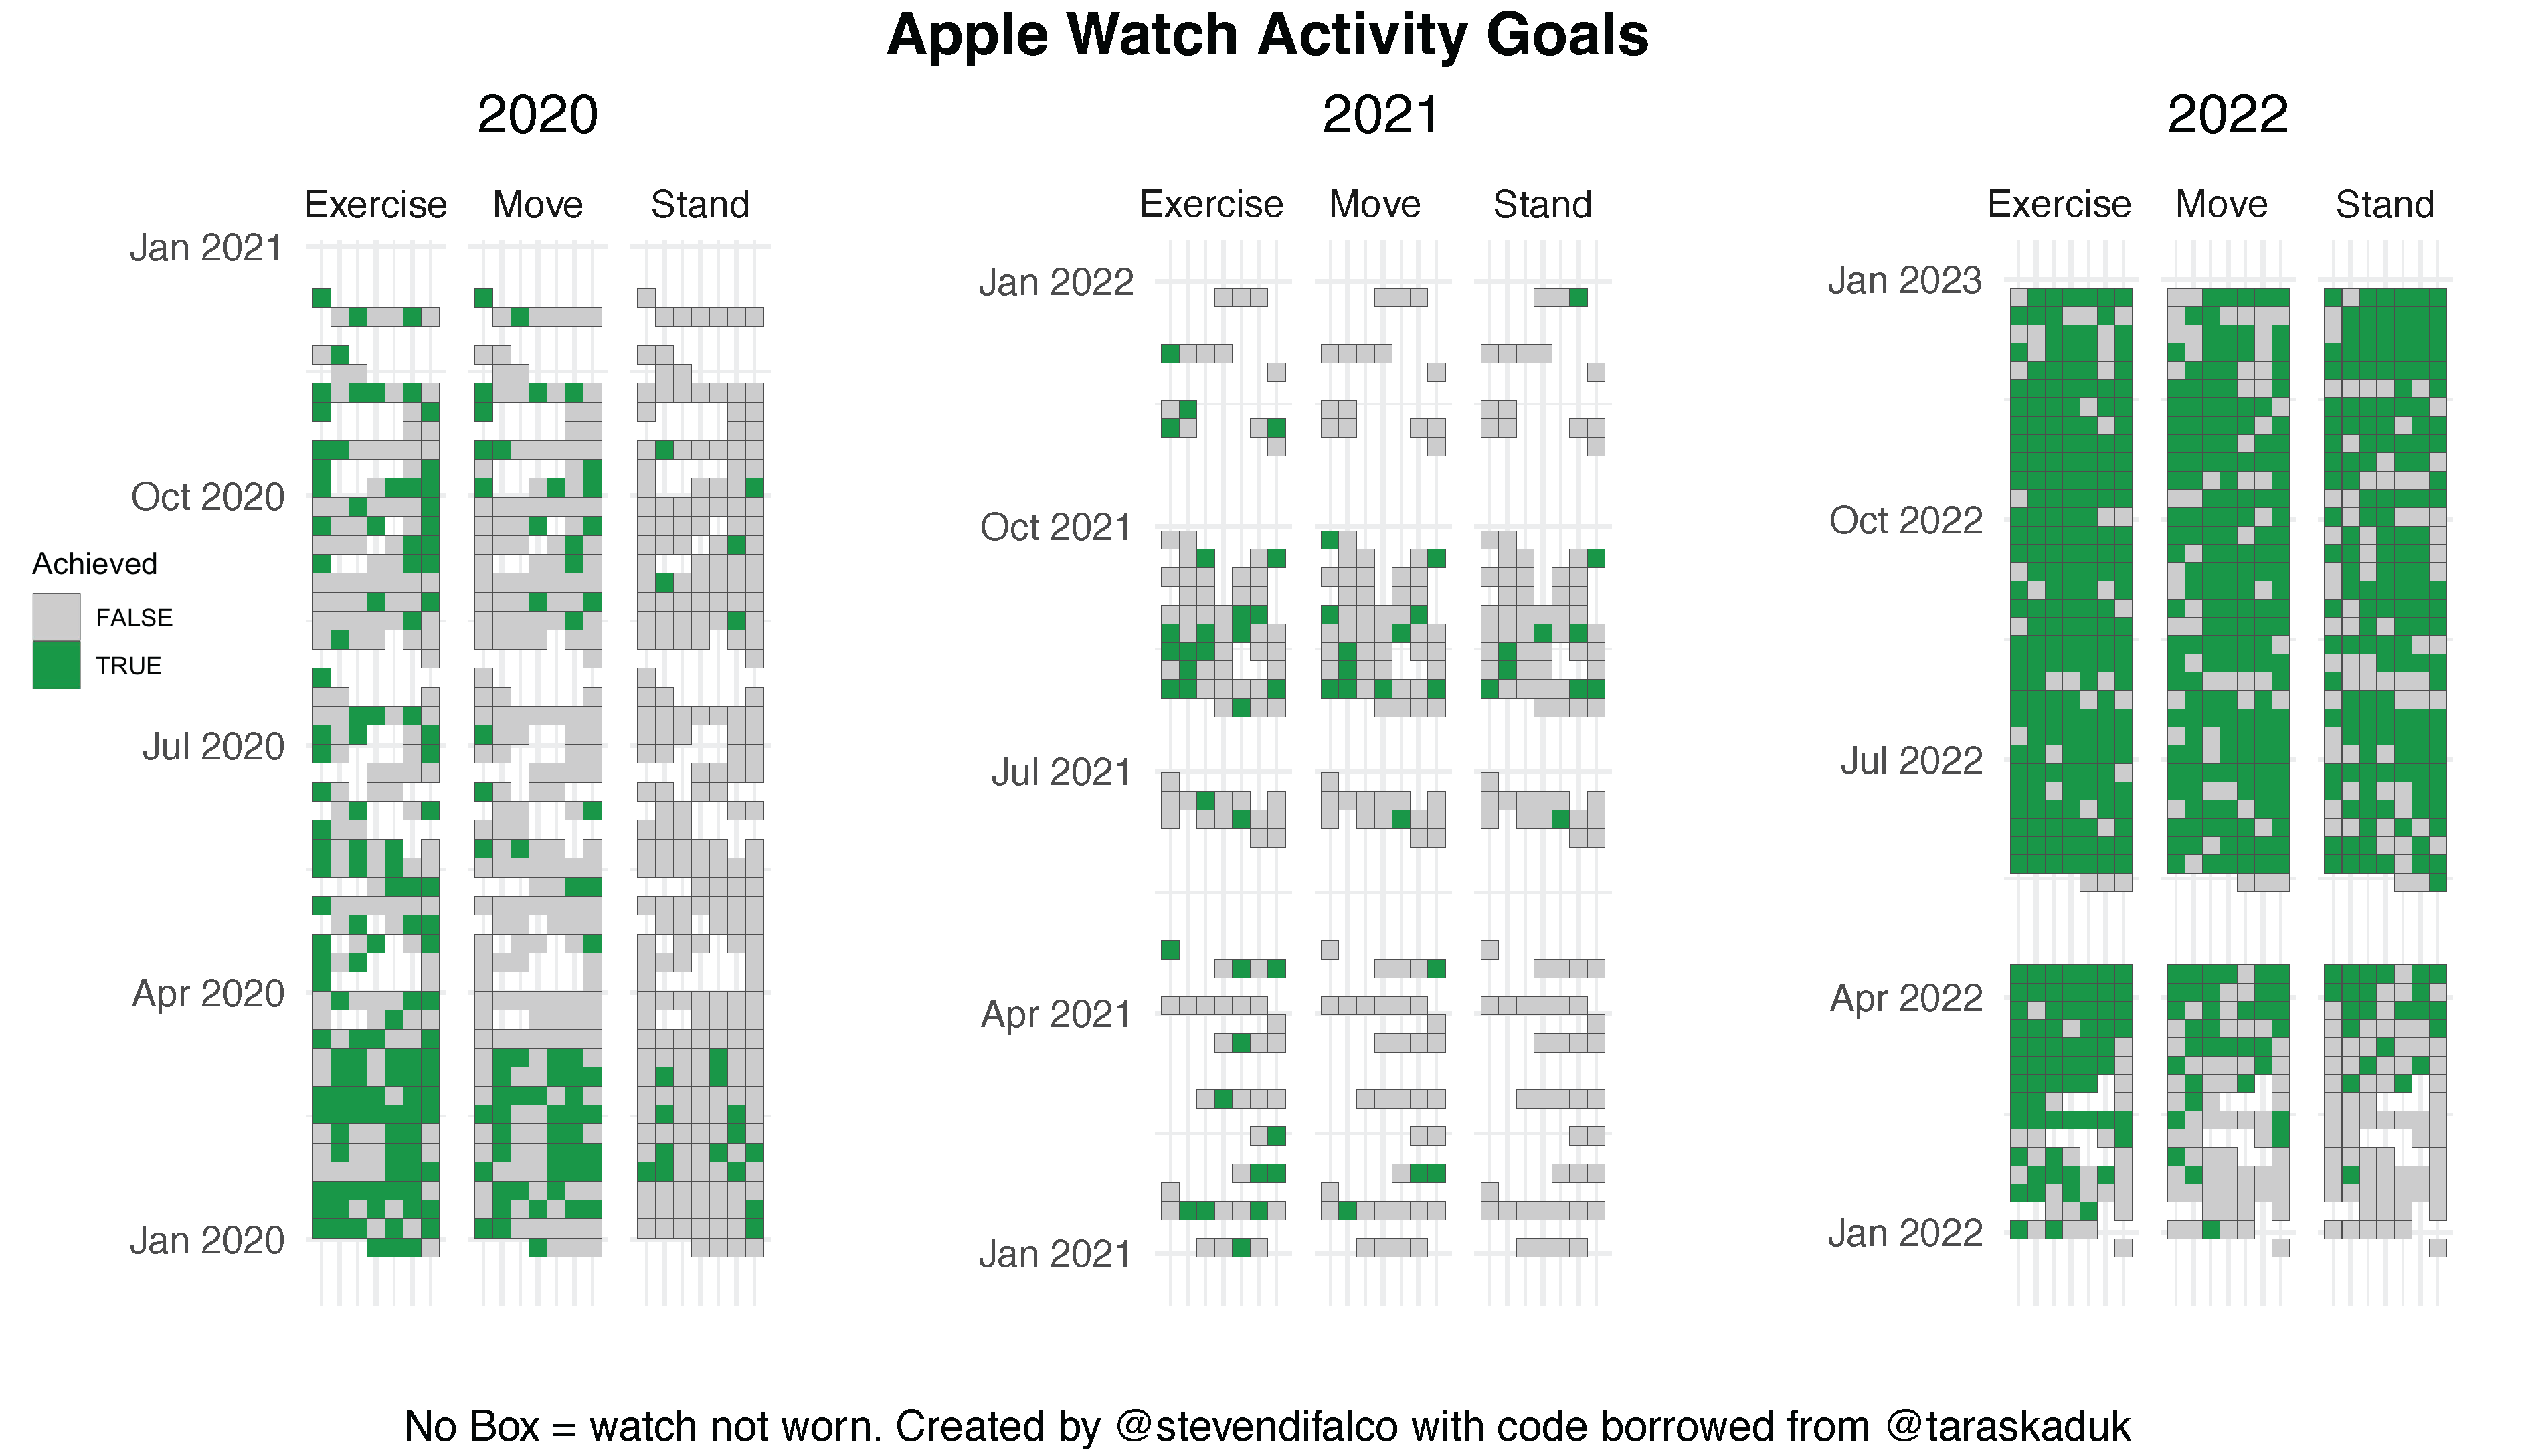 Apple Watch Activity Goals
2020
2021
2022
Exercise Move Stand
Exercise Move Stand
Exercise Move Stand
Achieved
FALSE
TRUE
Jan 2021
Oct 2020
Jul 2020
Apr 2020
Jan 2020
Jan 2022
Oct 2021
Jul 2021
Apr 2021
Jan 2021
Jan 2023
Oct 2022
Jul 2022
Apr 2022
Jan 2022
No Box = watch not worn. Created by @stevendifalco with code borrowed from @taraskaduk